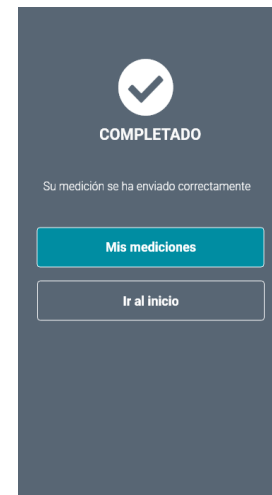 COMPLETADO
Su medición se ha enviado correctamente
Mis mediciones
Ir al inicio